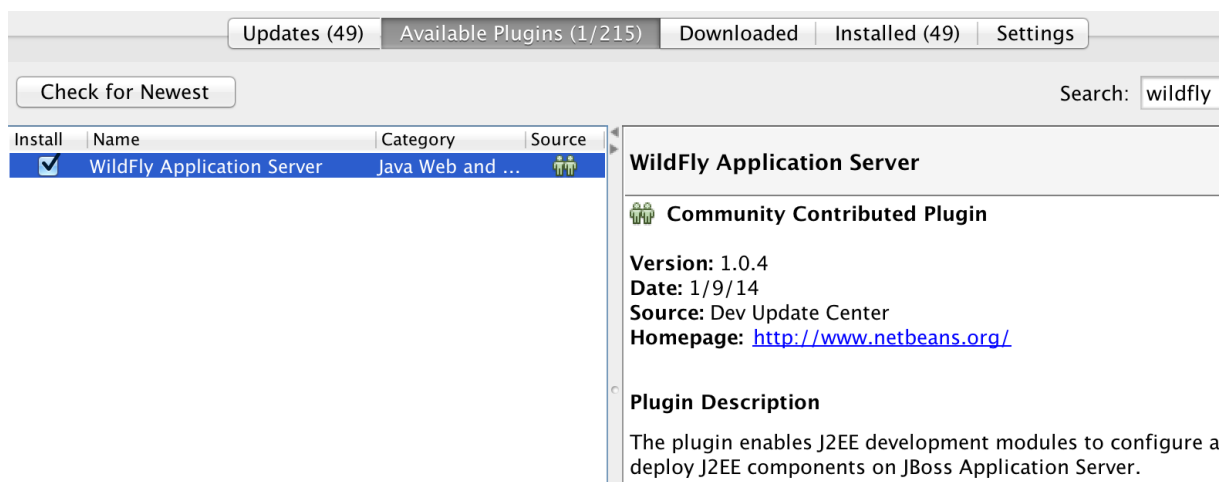 Updates (49) Available Plugins (1/215) Downloaded Installed (49) Settings
Check for Newest Search: wildfly
Install Name Category Source
WildFly Application Server Java Web and ...
WildFly Application Server
Community Contributed Plugin
Version: 1.0.4
Date: 1/9/14
Source: Dev Update Center
Homepage: http://www.netbeans.org/
Plugin Description
The plugin enables J2EE development modules to configure a
deploy J2EE components on JBoss Application Server.